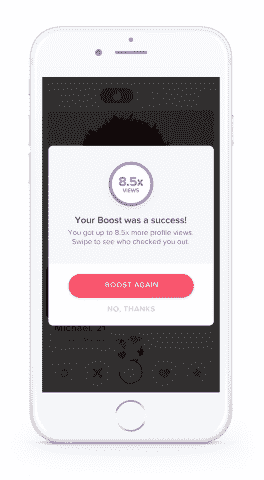 8.5x
VIEWS
Your Boost was a success!
You get up to 8.5x more profile views.
Swipe to see who checked you out.
BOOST AGAIN
NO, THANKS
Michael, 21